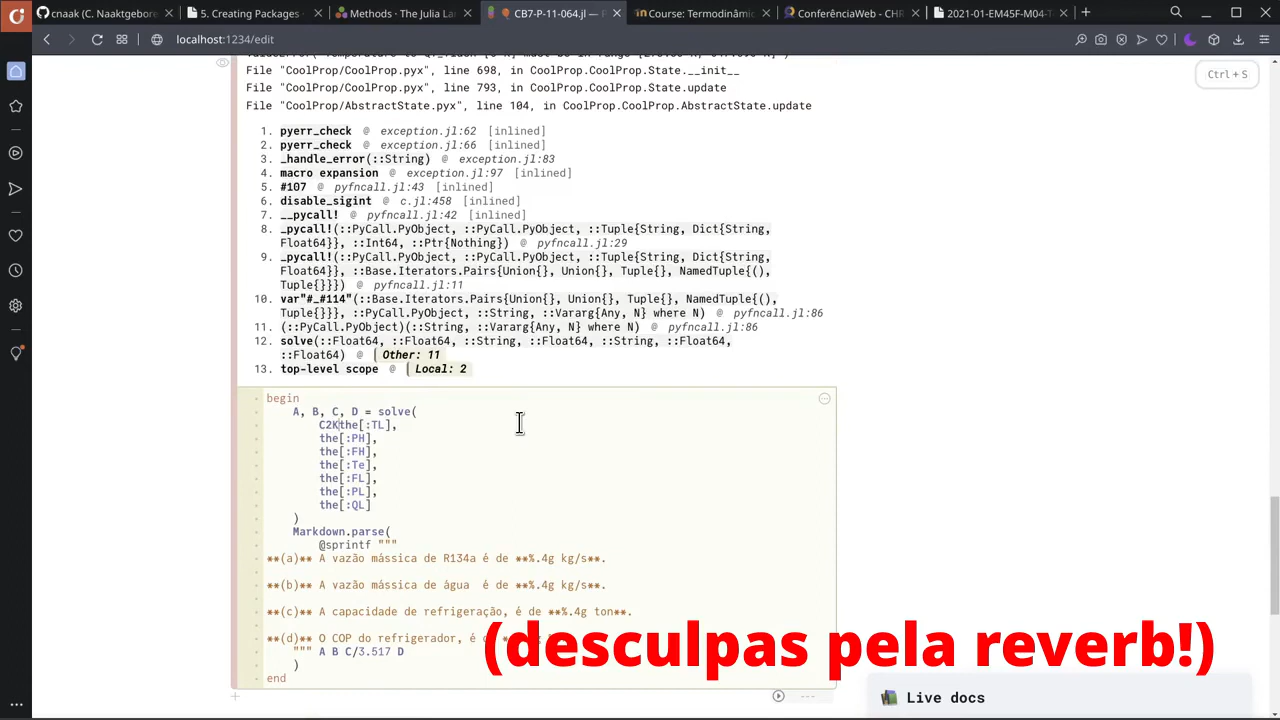 cnaak (C. Naaktgebore
5. Creating Packages
Methods · The Julia Lan
CB7-P-11-064.jl —
Course: Termodinâmic
ConferênciaWeb - CHR
2021-01-EM45F-M04-T
localhost:1234/edit
Ctrl + S
File "CoolProp/CoolProp.pyx", line 698, in CoolProp.CoolProp.State.__init__
File "CoolProp/CoolProp.pyx", line 793, in CoolProp.CoolProp.State.update
File "CoolProp/AbstractState.pyx", line 104, in CoolProp.CoolProp.AbstractState.update
1. pyerr_check @ exception.jl:62 [inlined]
2. pyerr_check @ exception.jl:66 [inlined]
3. _handle_error(::String) @ exception.jl:83
4. macro expansion @ exception.jl:97 [inlined]
5. #107 @ pyfncall.jl:43 [inlined]
6. disable_sigint @ c.jl:458 [inlined]
7. __pycall! @ pyfncall.jl:42 [inlined]
8. _pycall!(::PyCall.PyObject, ::PyCall.PyObject, ::Tuple{String, Dict{String,
Float64}}, ::Int64, ::Ptr{Nothing}) @ pyfncall.jl:29
9. _pycall!(::PyCall.PyObject, ::PyCall.PyObject, ::Tuple{String, Dict{String,
Float64}}, ::Base.Iterators.Pairs{Union{}, Union{}, Tuple{}, NamedTuple{(),
Tuple{}}}) @ pyfncall.jl:11
10. var"#_#114"(::Base.Iterators.Pairs{Union{}, Union{}, Tuple{}, NamedTuple{(),
Tuple{}}}, ::PyCall.PyObject, ::String, ::Vararg{Any, N} where N) @ pyfncall.jl:86
11. (::PyCall.PyObject)(::String, ::Vararg{Any, N} where N) @ pyfncall.jl:86
12. solve(::Float64, ::Float64, ::String, ::Float64, ::String, ::Float64,
::Float64) @ Other: 11
13. top-level scope @ Local: 2
begin
A, B, C, D = solve(
C2Kthe[:TL],
the[:PH],
the[:FH],
the[:Te],
the[:FL],
the[:PL],
the[:QL]
)
Markdown.parse(
@sprintf """
**(a)** A vazão mássica de R134a é de **%.4g kg/s**.
**(b)** A vazão mássica de água é de **%.4g kg/s**.
**(c)** A capacidade de refrigeração, é de **%.4g ton**.
**(d)** O COP do refrigerador, é
""" A B C/3.517 D
)
end
(desculpas pela reverb!)
Live docs